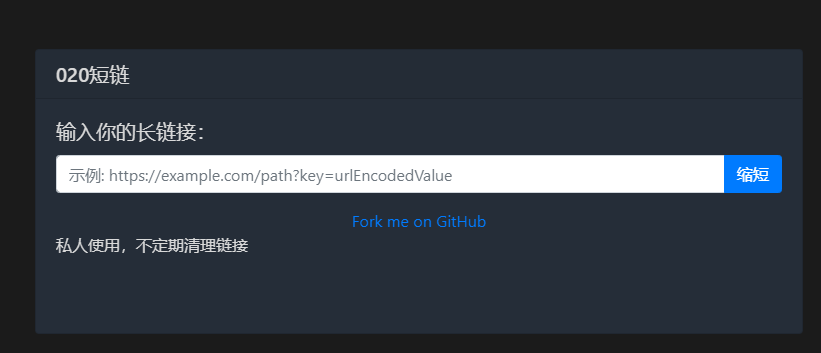 020短链
输入你的长链接：
示例: https://example.com/path?key=urlEncodedValue
缩短
Fork me on GitHub
私人使用，不定期清理链接